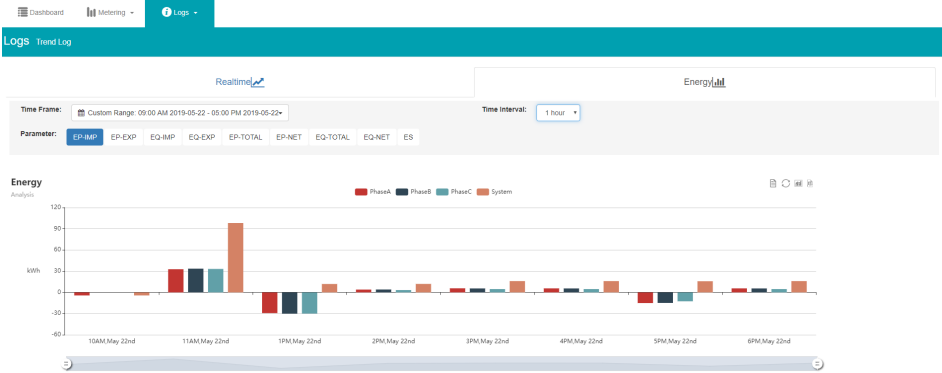 Dashboard Metering Logs
Logs Trend Log
Realtime Energy
Time Frame: Custom Range: 09:00 AM 2019-05-22 - 05:00 PM 2019-05-22 Time Interval: 1 hour
Parameter: EP-IMP EP-EXP EQ-IMP EQ-EXP EP-TOTAL EP-NET EQ-TOTAL EQ-NET ES
Energy
Analysis
PhaseA PhaseB PhaseC System
120
90
60
kWh 30
0
-30
-60
10AM,May 22nd 11AM,May 22nd 1PM,May 22nd 2PM,May 22nd 3PM,May 22nd 4PM,May 22nd 5PM,May 22nd 6PM,May 22nd